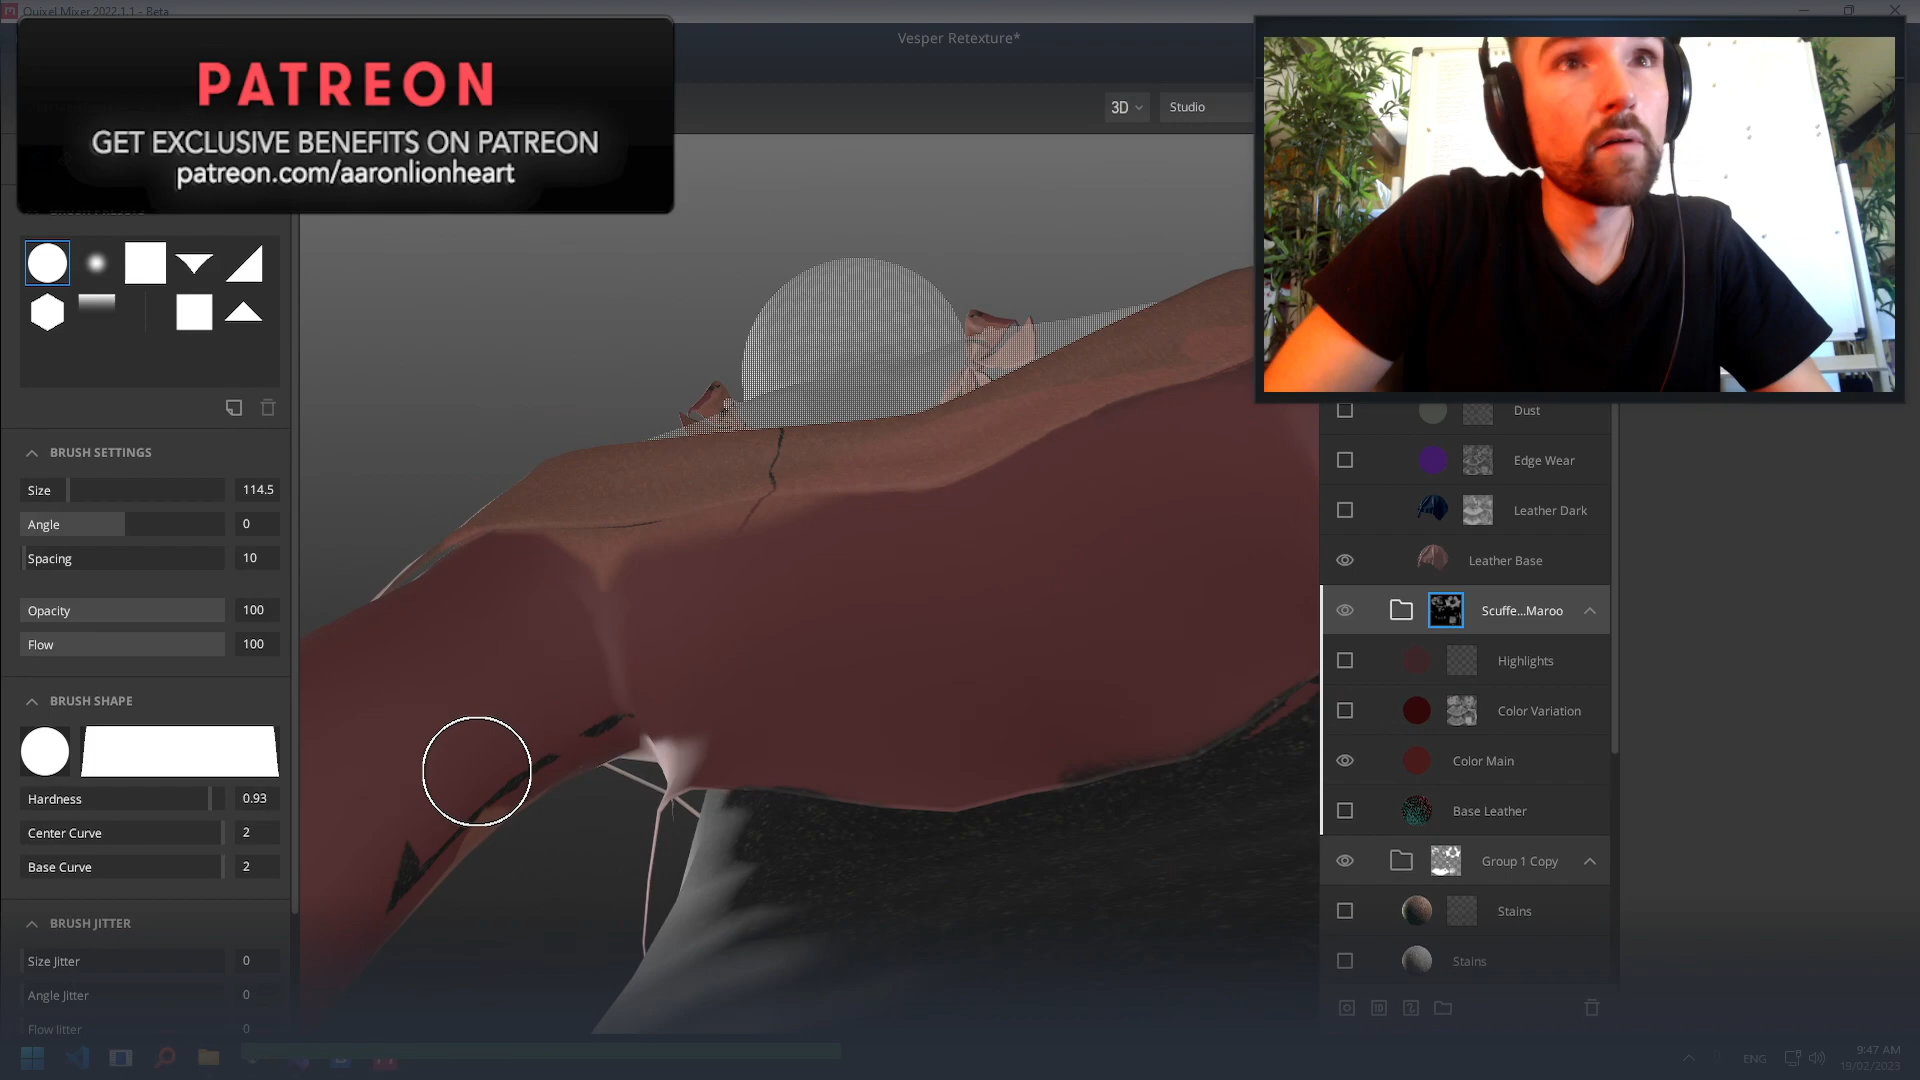 Quixel Mixer 2022.1.1 - Beta
Vesper Retexture*
PATREON
GET EXCLUSIVE BENEFITS ON PATREON
patreon.com/aaronlionheart
3D
Studio
BRUSH SETTINGS
Size
114.5
Angle
0
Spacing
10
Opacity
100
Flow
100
BRUSH SHAPE
Hardness
0.93
Center Curve
2
Base Curve
2
BRUSH JITTER
Size Jitter
0
Angle Jitter
0
Flow Jitter
0
Dust
Edge Wear
Leather Dark
Leather Base
Scuffe...Maroo
Highlights
Color Variation
Color Main
Base Leather
Group 1 Copy
Stains
Stains
ENG
9:47 AM
19/02/2023